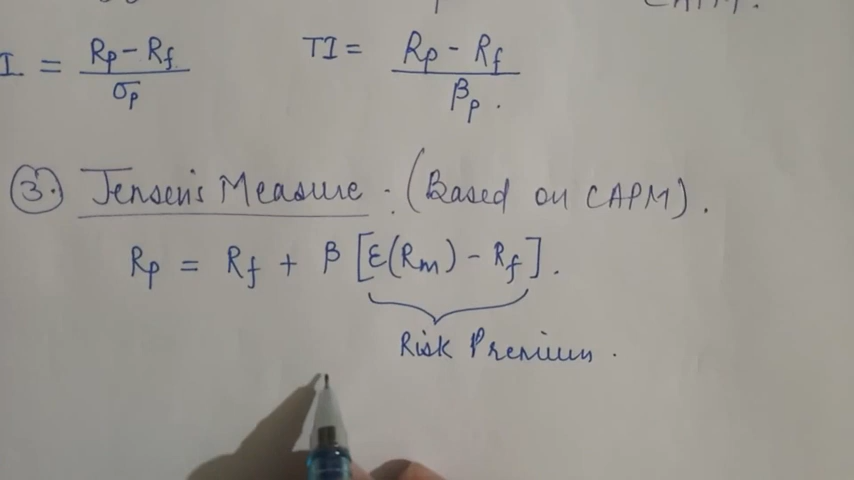 CAPM.
I = Rp - Rf / σp TI = Rp - Rf / βp.
③. Jensen's Measure :- (Based on CAPM).
Rp = Rf + β [ε(Rm) - Rf].
Risk Premium.